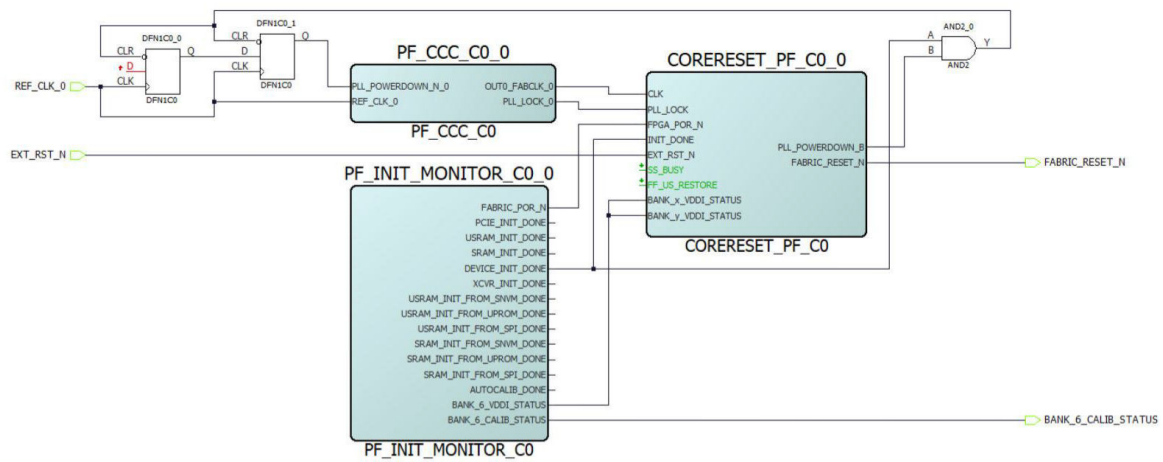 DFN1C0_0
CLR
D
CLK
Q
DFN1C0
DFN1C0_1
CLR
D
CLK
Q
DFN1C0
REF_CLK_0
EXT_RST_N
PF_CCC_C0_0
PLL_POWERDOWN_N_0
OUT0_FABCLK_0
REF_CLK_0
PLL_LOCK_0
PF_CCC_C0
PF_INIT_MONITOR_C0_0
FABRIC_POR_N
PCIE_INIT_DONE
USRAM_INIT_DONE
SRAM_INIT_DONE
DEVICE_INIT_DONE
XCVR_INIT_DONE
USRAM_INIT_FROM_SNVM_DONE
USRAM_INIT_FROM_UPROM_DONE
USRAM_INIT_FROM_SPI_DONE
SRAM_INIT_FROM_SNVM_DONE
SRAM_INIT_FROM_UPROM_DONE
SRAM_INIT_FROM_SPI_DONE
AUTOCALIB_DONE
BANK_6_VDDI_STATUS
BANK_6_CALIB_STATUS
PF_INIT_MONITOR_C0
CORERESET_PF_C0_0
CLK
PLL_LOCK
FPGA_POR_N
INIT_DONE
EXT_RST_N
SS_BUSY
FF_US_RESTORE
BANK_x_VDDI_STATUS
BANK_y_VDDI_STATUS
PLL_POWERDOWN_B
FABRIC_RESET_N
CORERESET_PF_C0
AND2_0
A
B
Y
AND2
FABRIC_RESET_N
BANK_6_CALIB_STATUS